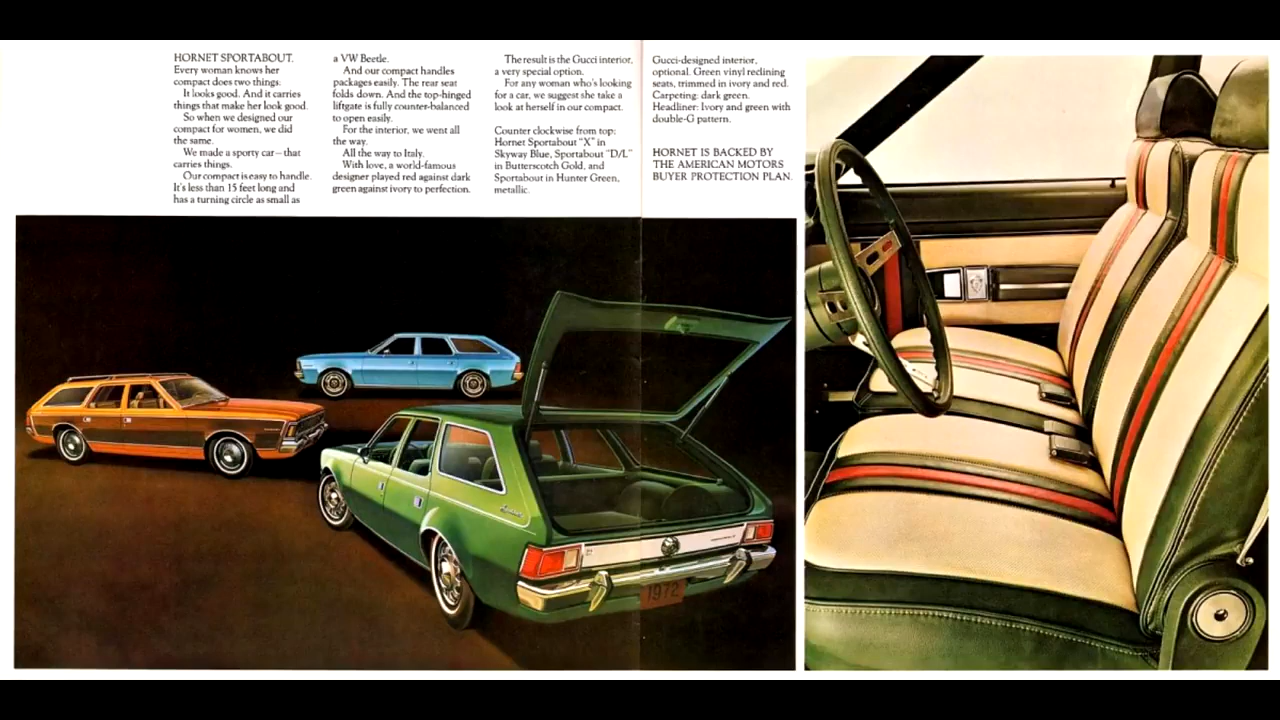 HORNET SPORTABOUT.
Every woman knows her
compact does two things.
It looks good. And it carries
things that make her look good.
So when we designed our
compact for women, we did
the same.
We made a sporty car—that
carries things.
Our compact is easy to handle.
It's less than 15 feet long and
has a turning circle as small as
a VW Beetle.
And our compact handles
packages easily. The rear seat
folds down. And the top-hinged
liftgate is fully counter-balanced
to open easily.
For the interior, we went all
the way.
All the way to Italy.
With love, a world-famous
designer played red against dark
green against ivory to perfection.
The result is the Gucci interior,
a very special option.
For any woman who's looking
for a car, we suggest she take a
look at herself in our compact.
Counter clockwise from top:
Hornet Sportabout "X" in
Skyway Blue, Sportabout "D/L"
in Butterscotch Gold, and
Sportabout in Hunter Green,
metallic.
Gucci-designed interior,
optional. Green vinyl reclining
seats, trimmed in ivory and red.
Carpeting: dark green.
Headliner: Ivory and green with
double-G pattern.
HORNET IS BACKED BY
THE AMERICAN MOTORS
BUYER PROTECTION PLAN.
1972